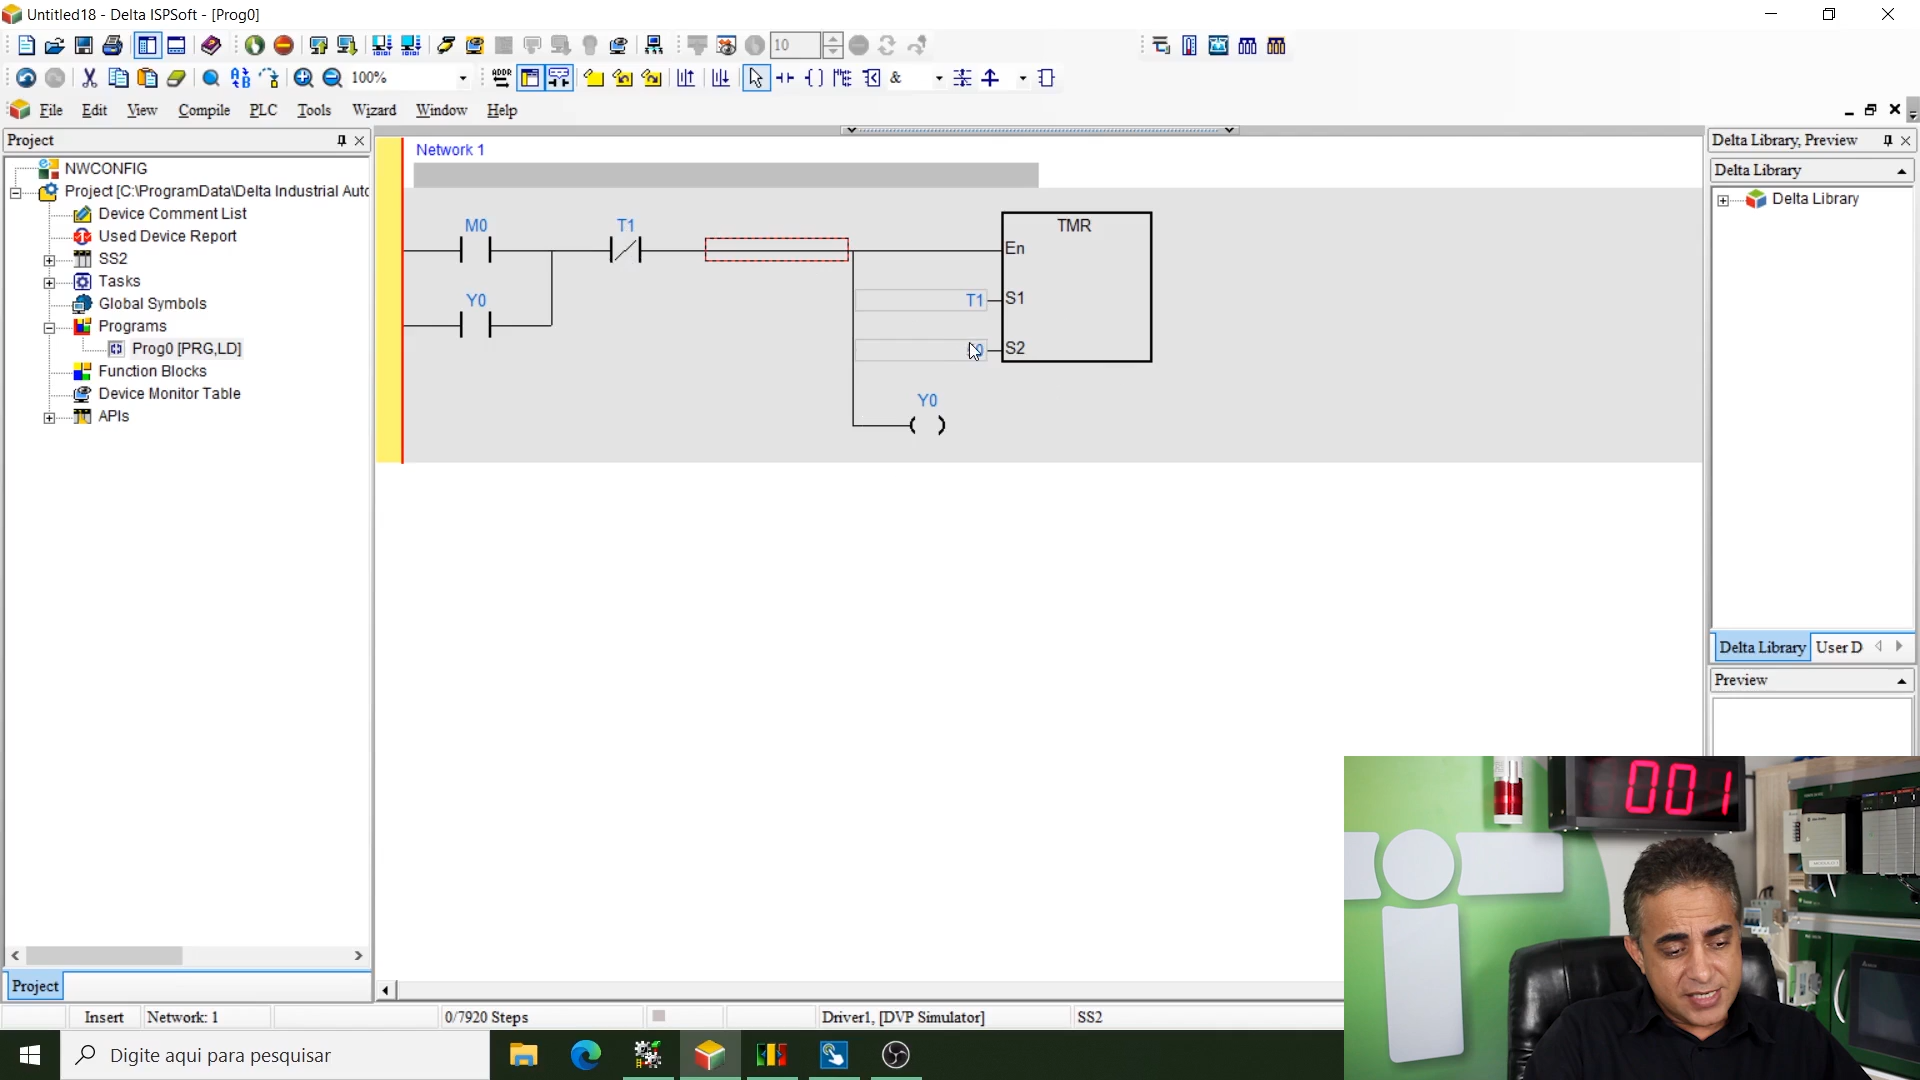 Untitled18 - Delta ISPSoft - [Prog0]
10
100%
ADDR
&
File Edit View Compile PLC Tools Wizard Window Help
Project
NWCONFIG
Project [C:\ProgramData\Delta Industrial Autc
Device Comment List
Used Device Report
SS2
Tasks
Global Symbols
Programs
Prog0 [PRG,LD]
Function Blocks
Device Monitor Table
APIs
Project
Network 1
M0
T1
TMR
En
Y0
T1
S1
S2
Y0
Delta Library, Preview
Delta Library
Delta Library
Delta Library
User D
Preview
001
Insert
Network: 1
0/7920 Steps
Driver1, [DVP Simulator]
SS2
Digite aqui para pesquisar